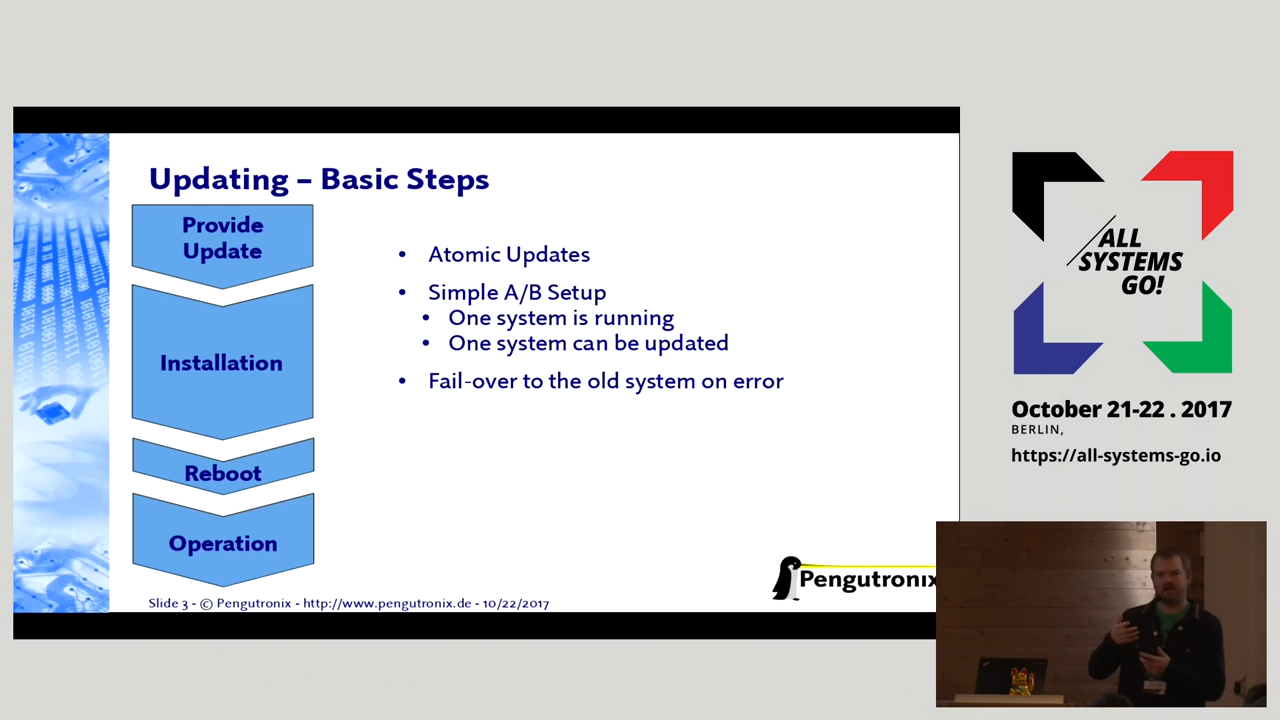 Updating – Basic Steps
Provide
Update
Installation
Reboot
Operation
• Atomic Updates
• Simple A/B Setup
• One system is running
• One system can be updated
• Fail-over to the old system on error
Pengutronix
Slide 3 - © Pengutronix - http://www.pengutronix.de - 10/22/2017
ALL
SYSTEMS
GO!
October 21-22 . 2017
BERLIN,
https://all-systems-go.io